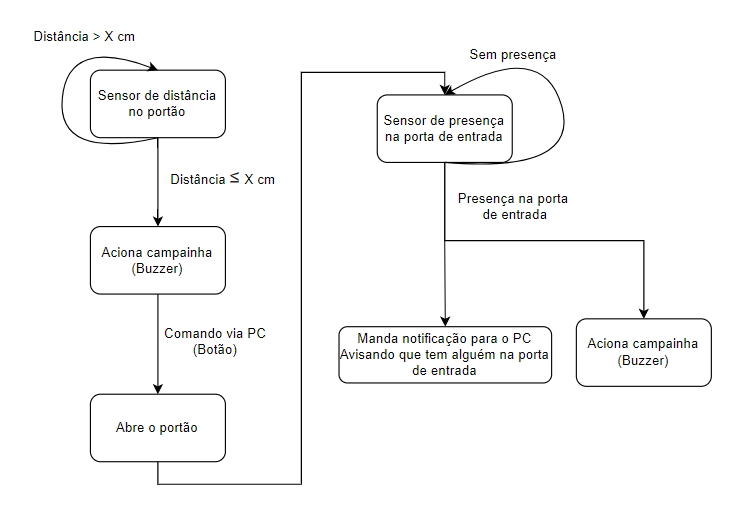 Distância > X cm
Sensor de distância
no portão
Distância ≤ X cm
Aciona campainha
(Buzzer)
Comando via PC
(Botão)
Abre o portão
Sem presença
Sensor de presença
na porta de entrada
Presença na porta
de entrada
Manda notificação para o PC
Avisando que tem alguém na porta
de entrada
Aciona campainha
(Buzzer)